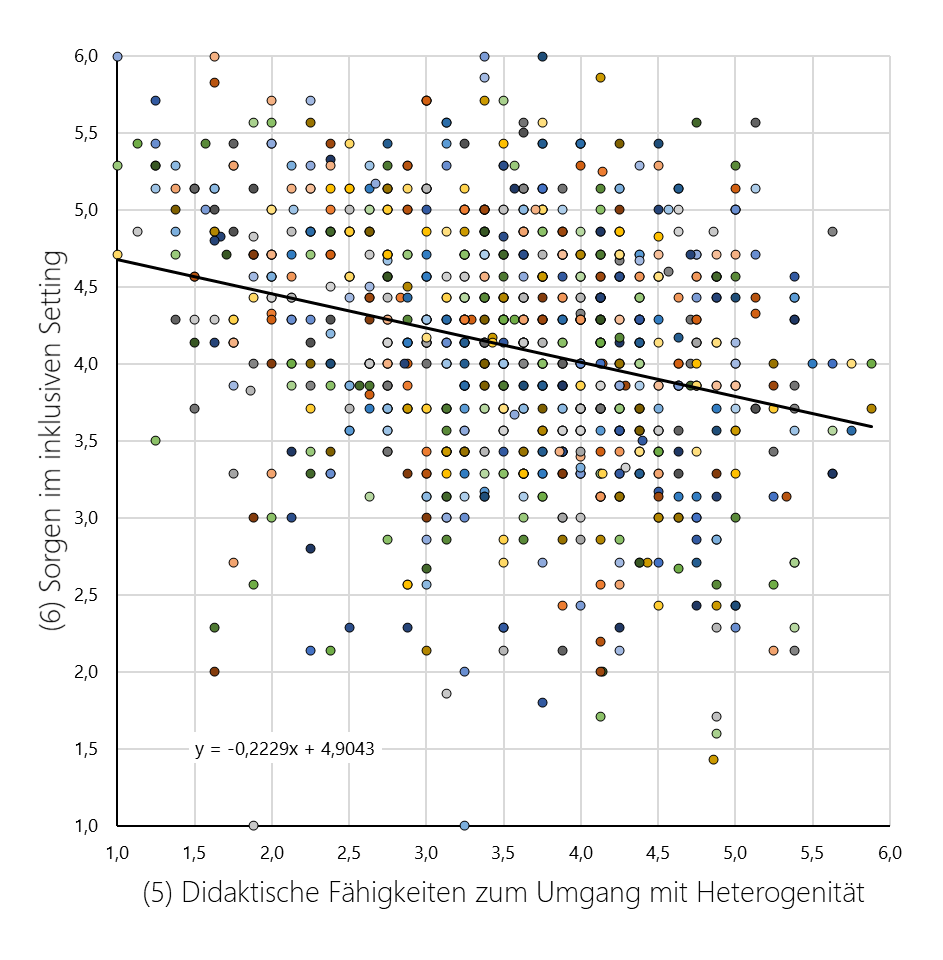 6,0
5,5
5,0
4,5
4,0
3,5
3,0
2,5
2,0
1,5
1,0
(6) Sorgen im inklusiven Setting
y = -0,2229x + 4,9043
1,0 1,5 2,0 2,5 3,0 3,5 4,0 4,5 5,0 5,5 6,0
(5) Didaktische Fähigkeiten zum Umgang mit Heterogenität